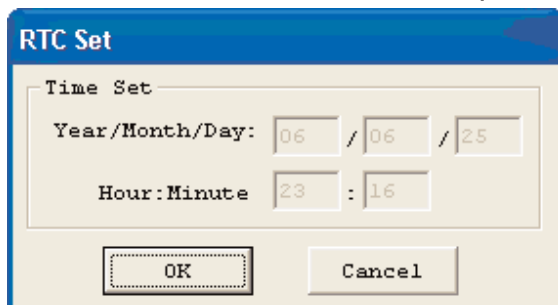 RTC Set
Time Set
Year/Month/Day: 06 / 06 / 25
Hour:Minute 23 : 16
OK Cancel